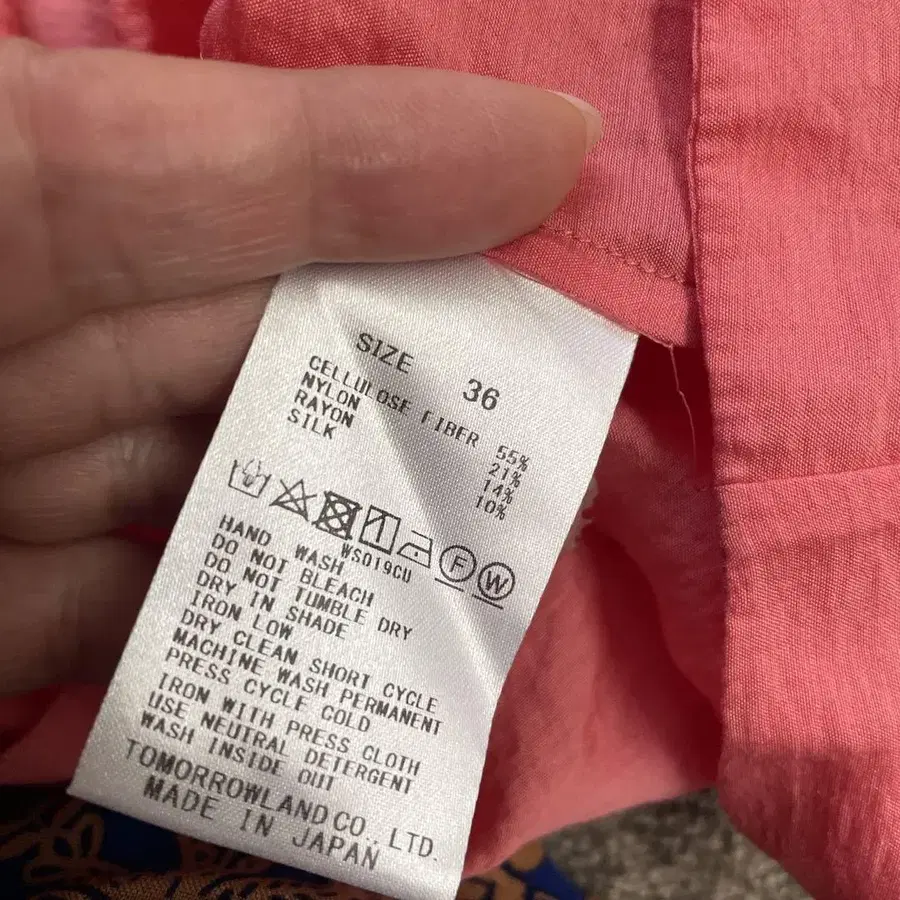 SIZE 36
CELLULOSE FIBER 55%
NYLON 21%
RAYON 14%
SILK 10%
F W
WS019CU
HAND WASH
DO NOT BLEACH
DO NOT TUMBLE DRY
DRY IN SHADE
IRON LOW
DRY CLEAN SHORT CYCLE
MACHINE WASH PERMANENT
PRESS CYCLE COLD
IRON WITH PRESS CLOTH
USE NEUTRAL DETERGENT
WASH INSIDE OUT
TOMORROWLAND CO., LTD.
MADE IN JAPAN